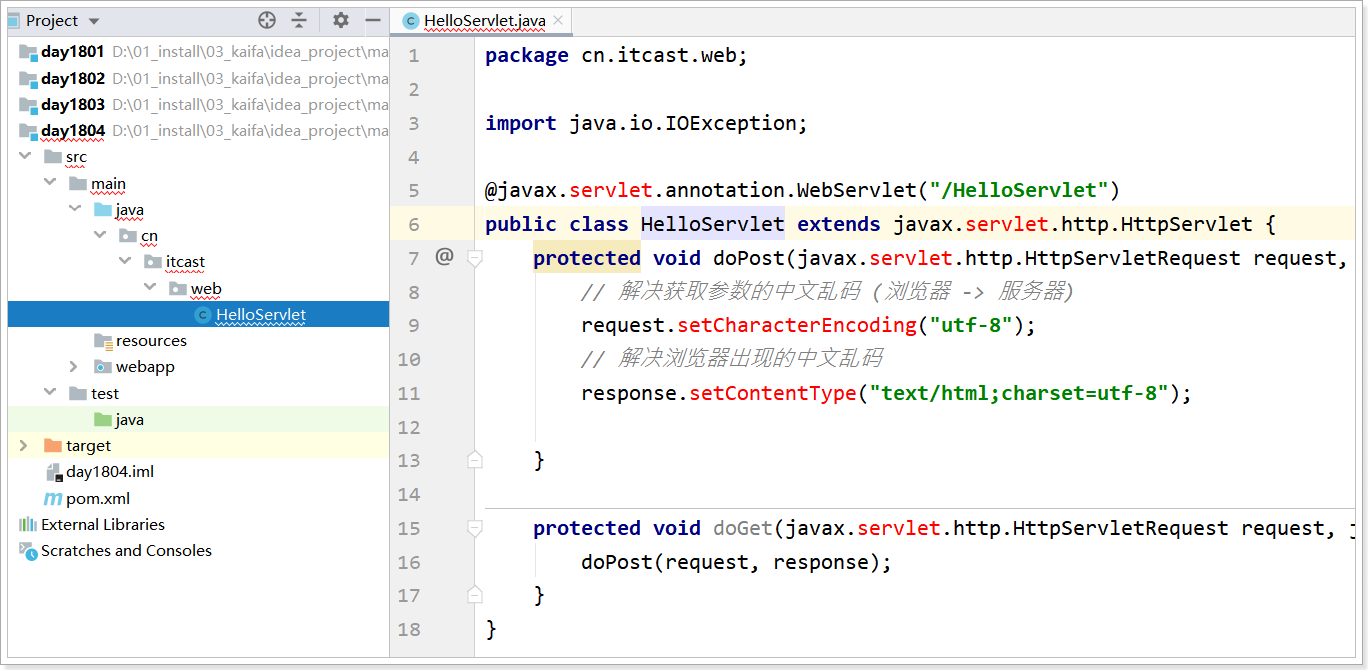 Project
HelloServlet.java
day1801 D:\01_install\03_kaifa\idea_project\ma
day1802 D:\01_install\03_kaifa\idea_project\ma
day1803 D:\01_install\03_kaifa\idea_project\ma
day1804 D:\01_install\03_kaifa\idea_project\ma
src
main
java
cn
itcast
web
C HelloServlet
resources
webapp
test
java
target
day1804.iml
m pom.xml
External Libraries
Scratches and Consoles
1 package cn.itcast.web;
2
3 import java.io.IOException;
4
5 @javax.servlet.annotation.WebServlet("/HelloServlet")
6 public class HelloServlet extends javax.servlet.http.HttpServlet {
7 @ protected void doPost(javax.servlet.http.HttpServletRequest request,
8 // 解决获取参数的中文乱码 (浏览器 -> 服务器)
9 request.setCharacterEncoding("utf-8");
10 // 解决浏览器出现的中文乱码
11 response.setContentType("text/html;charset=utf-8");
12
13 }
14
15 protected void doGet(javax.servlet.http.HttpServletRequest request, j
16 doPost(request, response);
17 }
18 }